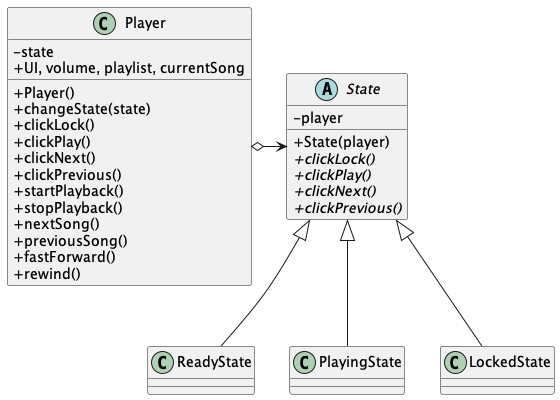 C Player
-state
+UI, volume, playlist, currentSong
+Player()
+changeState(state)
+clickLock()
+clickPlay()
+clickNext()
+clickPrevious()
+startPlayback()
+stopPlayback()
+nextSong()
+previousSong()
+fastForward()
+rewind()
A State
-player
+State(player)
+clickLock()
+clickPlay()
+clickNext()
+clickPrevious()
C ReadyState
C PlayingState
C LockedState